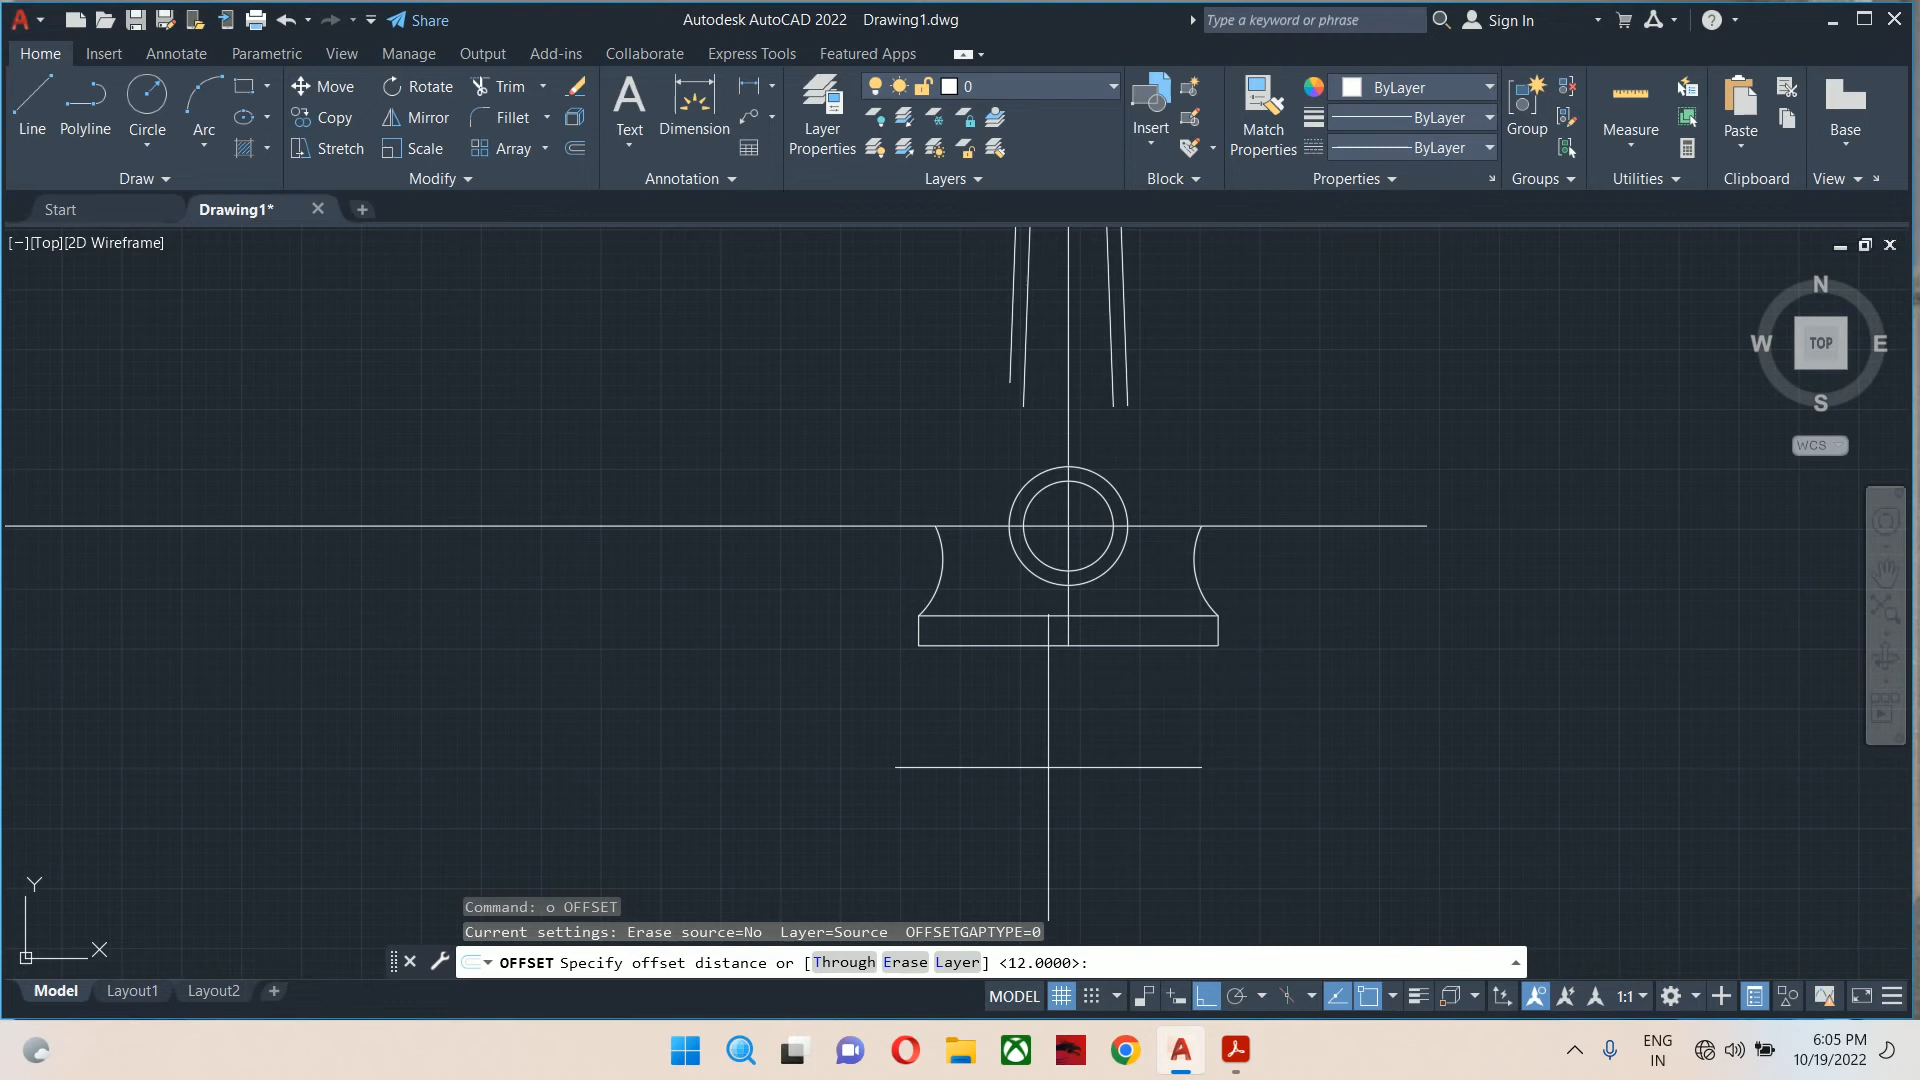 Share
Autodesk AutoCAD 2022 Drawing1.dwg
Type a keyword or phrase
Sign In
Home Insert Annotate Parametric View Manage Output Add-ins Collaborate Express Tools Featured Apps
Line Polyline Circle Arc
Move Rotate Trim
Copy Mirror Fillet
Stretch Scale Array
Text Dimension
Layer Properties
0
Insert
Match Properties
ByLayer
ByLayer
ByLayer
Group
Measure
Paste
Base
Draw Modify Annotation Layers Block Properties Groups Utilities Clipboard View
Start Drawing1*
[−][Top][2D Wireframe]
N
W TOP E
S
WCS
Y
X
Command: o OFFSET
Current settings: Erase source=No Layer=Source OFFSETGAPTYPE=0
OFFSET Specify offset distance or [Through Erase Layer] <12.0000>:
Model Layout1 Layout2
MODEL
1:1
ENG
IN
6:05 PM
10/19/2022